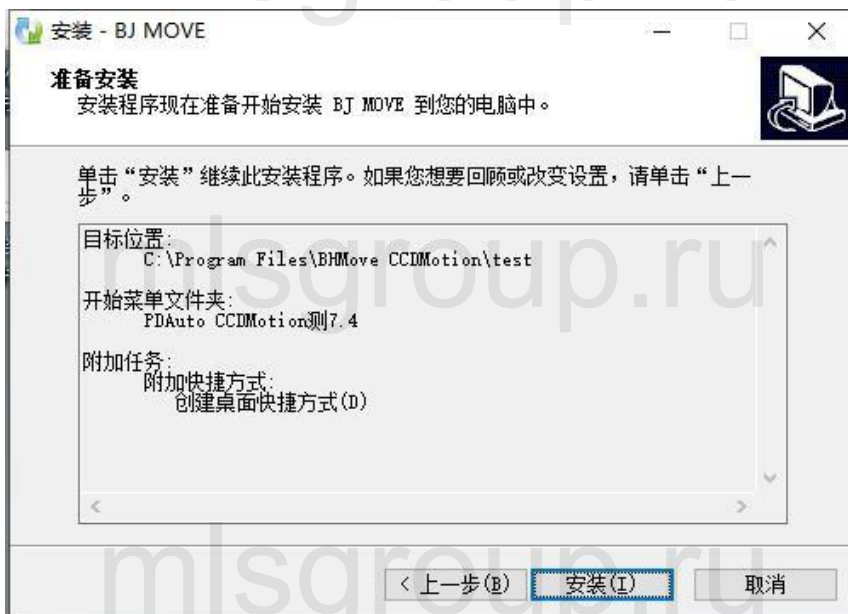 安装 - BJ MOVE
准备安装
安装程序现在准备开始安装 BJ MOVE 到您的电脑中。
单击“安装”继续此安装程序。如果您想要回顾或改变设置，请单击“上一
步”。
目标位置:
C:\Program Files\BHMove CCDMotion\test
开始菜单文件夹:
PDAuto CCDMotion测7.4
附加任务:
附加快捷方式:
创建桌面快捷方式(D)
< 上一步(B)
安装(I)
取消
mlsgroup.ru
mlsgroup.ru